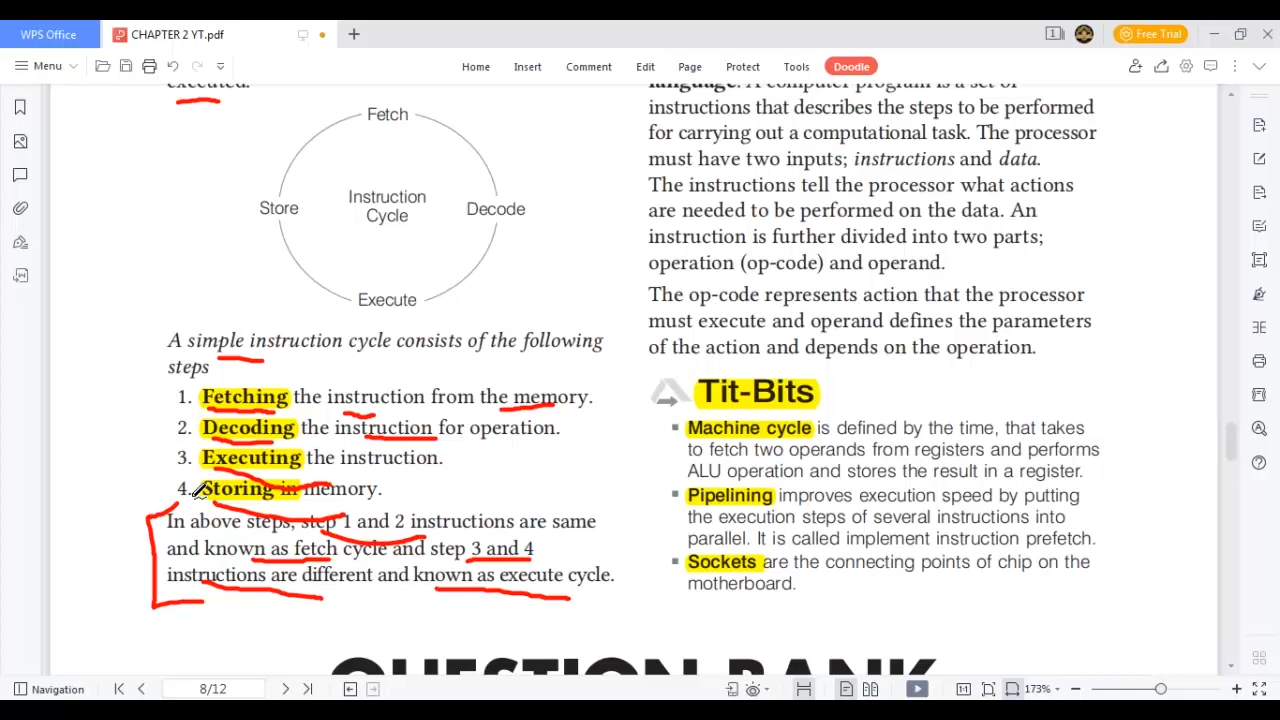 WPS Office
CHAPTER 2 YT.pdf
1
Free Trial
Menu
Home
Insert
Comment
Edit
Page
Protect
Tools
Doodle
executed.
Fetch
Store
Instruction
Cycle
Decode
Execute
A simple instruction cycle consists of the following
steps
1. Fetching the instruction from the memory.
2. Decoding the instruction for operation.
3. Executing the instruction.
4. Storing in memory.
In above steps, step 1 and 2 instructions are same
and known as fetch cycle and step 3 and 4
instructions are different and known as execute cycle.
language. A computer program is a set of
instructions that describes the steps to be performed
for carrying out a computational task. The processor
must have two inputs; instructions and data.
The instructions tell the processor what actions
are needed to be performed on the data. An
instruction is further divided into two parts;
operation (op-code) and operand.
The op-code represents action that the processor
must execute and operand defines the parameters
of the action and depends on the operation.
Tit-Bits
Machine cycle is defined by the time, that takes
to fetch two operands from registers and performs
ALU operation and stores the result in a register.
Pipelining improves execution speed by putting
the execution steps of several instructions into
parallel. It is called implement instruction prefetch.
Sockets are the connecting points of chip on the
motherboard.
QUESTION BANK
Navigation
8/12
1:1
173%